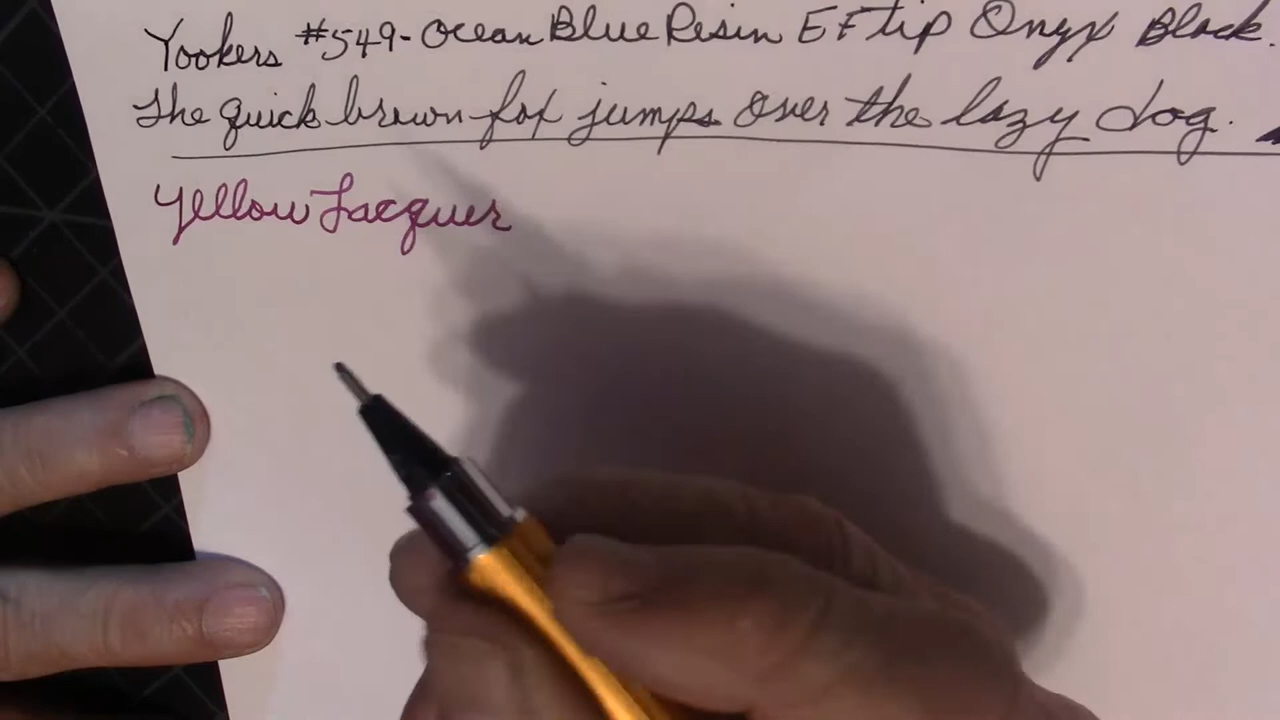 Yookers #549- Ocean Blue Resin EF tip Onyx Black.
The quick brown fox jumps over the lazy dog.
Yellow Lacquer